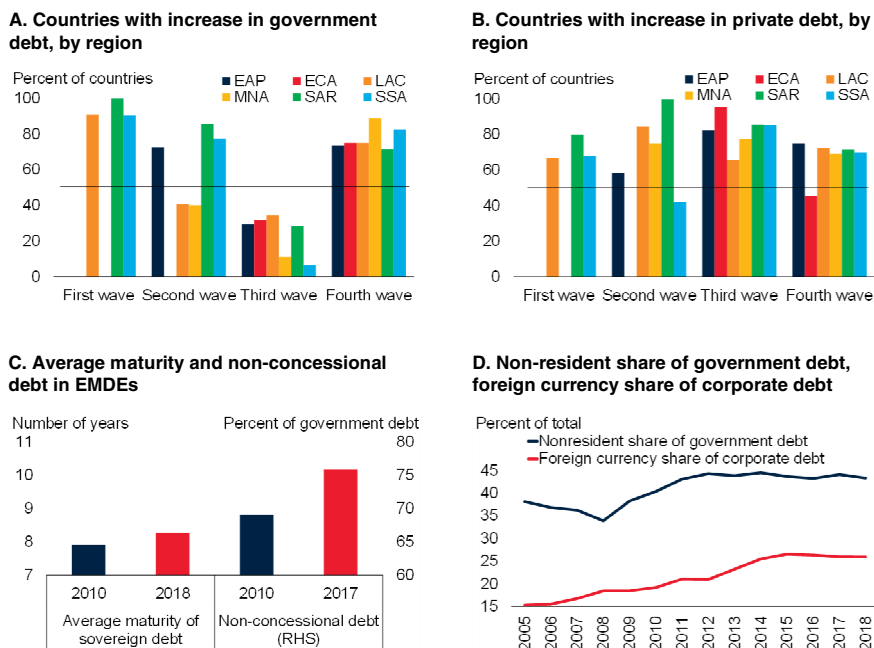 A. Countries with increase in government
debt, by region
Percent of countries
EAP ECA LAC
MNA SAR SSA
100
80
60
40
20
0
First wave Second wave Third wave Fourth wave
B. Countries with increase in private debt, by
region
Percent of countries
EAP ECA LAC
MNA SAR SSA
100
80
60
40
20
0
First wave Second wave Third wave Fourth wave
C. Average maturity and non-concessional
debt in EMDEs
Number of years Percent of government debt
11 80
10 75
9 70
8 65
7 60
2010 2018 2010 2017
Average maturity of Non-concessional debt
sovereign debt (RHS)
D. Non-resident share of government debt,
foreign currency share of corporate debt
Percent of total
Nonresident share of government debt
Foreign currency share of corporate debt
45
40
35
30
25
20
15
2005 2006 2007 2008 2009 2010 2011 2012 2013 2014 2015 2016 2017 2018